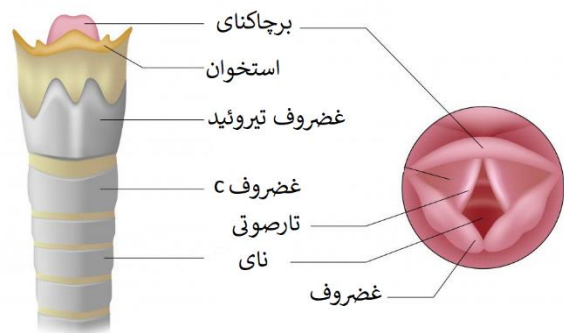 برچاکنای
استخوان
غضروف تیروئید
غضروف c
تارصوتی
نای
غضروف